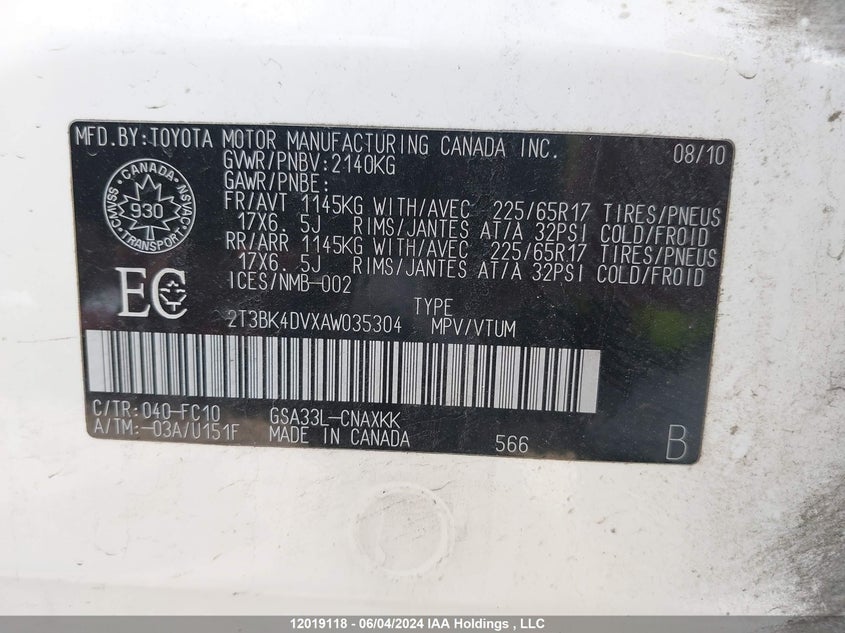 MFD.BY:TOYOTA MOTOR MANUFACTURING CANADA INC. 08/10
GVWR/PNBV:2140KG
GAWR/PNBE:
FR/AVT 1145KG WITH/AVEC 225/65R17 TIRES/PNEUS
17X6.5J RIMS/JANTES AT/A 32PSI COLD/FROID
RR/ARR 1145KG WITH/AVEC 225/65R17 TIRES/PNEUS
17X6.5J RIMS/JANTES AT/A 32PSI COLD/FROID
ICES/NMB-002
CANADA
CMVSS
NSVAC
930
TRANSPORT
EC
TYPE
2T3BK4DVXAW035304 MPV/VTUM
C/TR:040-FC10 GSA33L-CNAXKK
A/TM:-03A/U151F MADE IN CANADA 566 B
12019118 - 06/04/2024 IAA Holdings , LLC